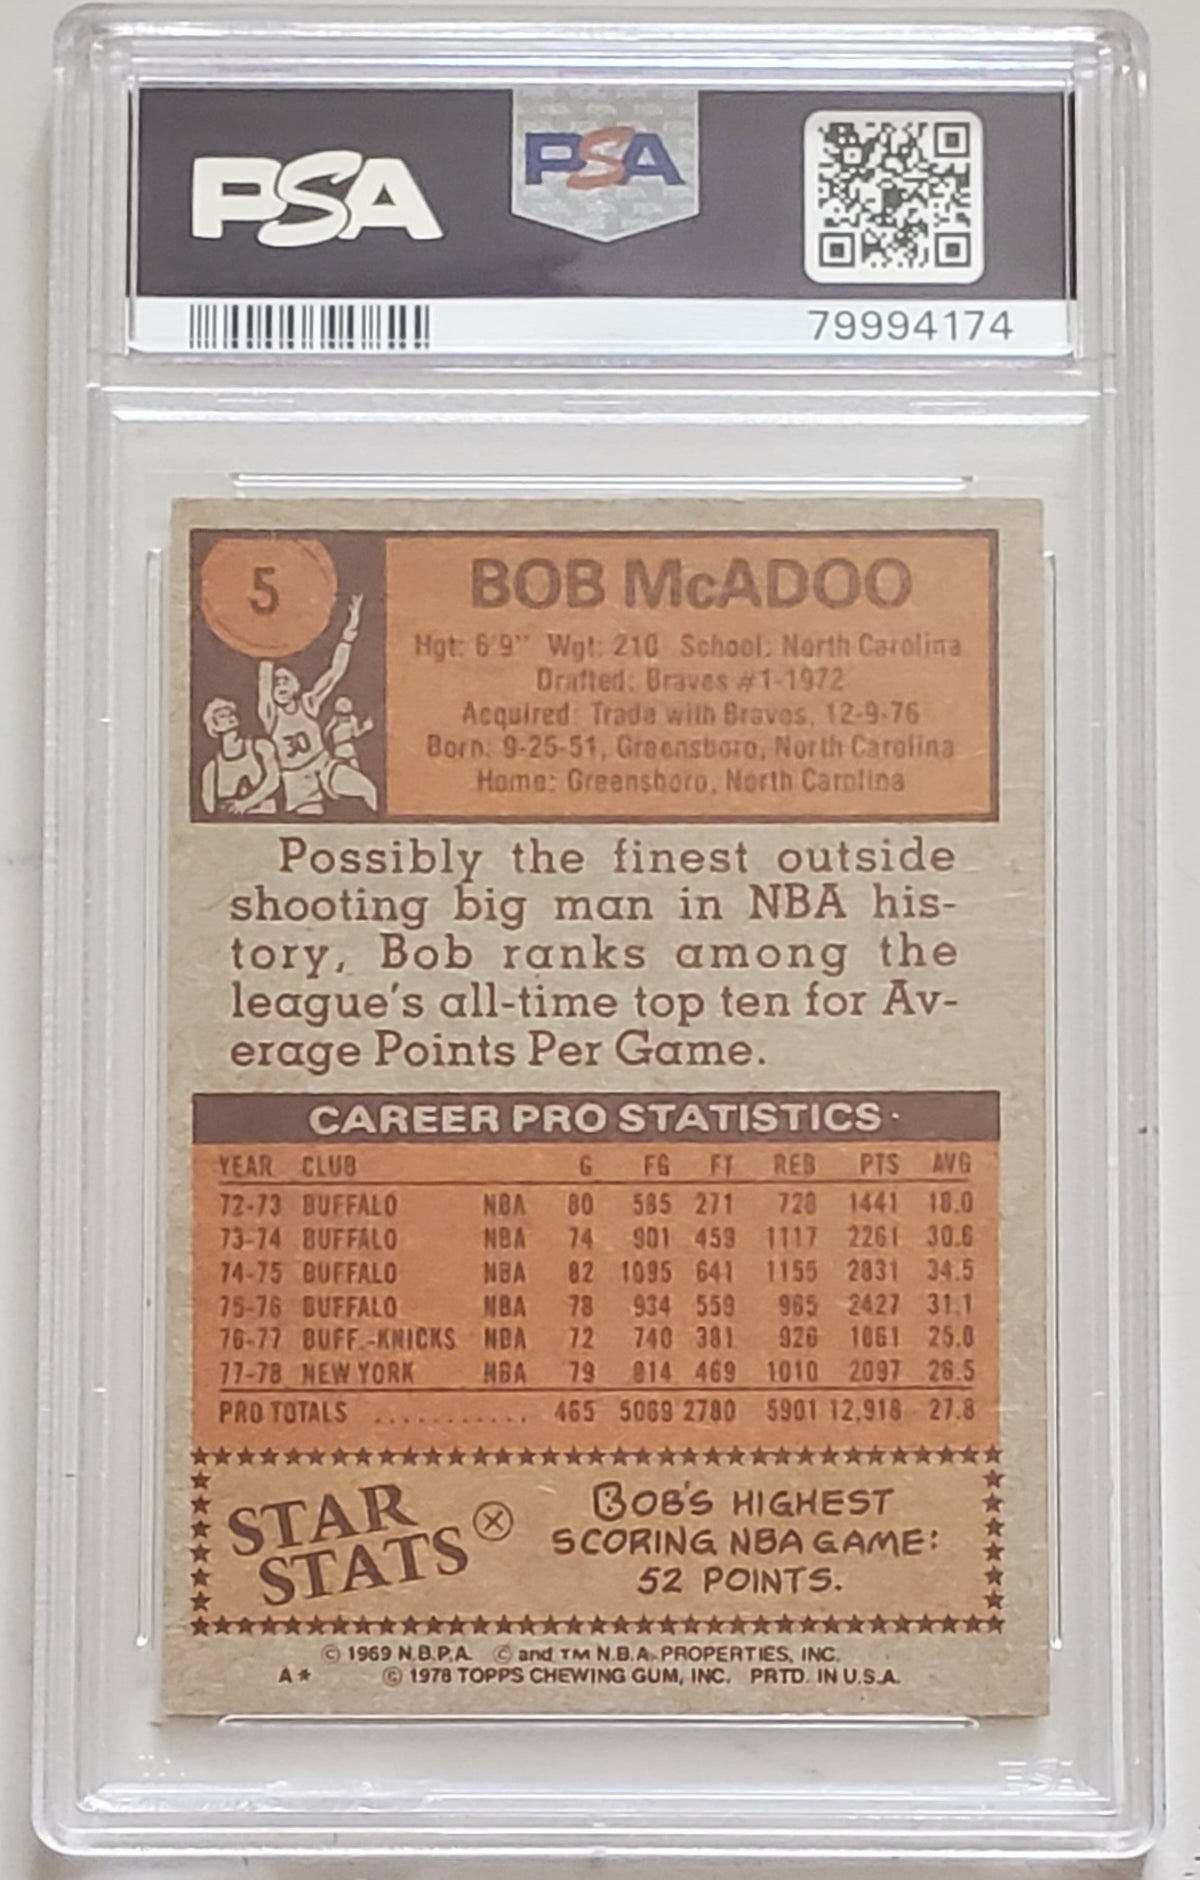 PSA
PSA
79994174
5
30
BOB McADOO
Hgt: 6'9" Wgt: 210 School: North Carolina
Drafted: Braves #1-1972
Acquired: Trade with Braves, 12-9-76
Born: 9-25-51, Greensboro, North Carolina
Home: Greensboro, North Carolina
Possibly the finest outside
shooting big man in NBA his-
tory, Bob ranks among the
league's all-time top ten for Av-
erage Points Per Game.
CAREER PRO STATISTICS
YEAR CLUB G FG FT REB PTS AVG
72-73 BUFFALO NBA 80 585 271 728 1441 18.0
73-74 BUFFALO NBA 74 901 459 1117 2261 30.6
74-75 BUFFALO NBA 82 1095 641 1155 2831 34.5
75-76 BUFFALO NBA 78 934 559 965 2427 31.1
76-77 BUFF.-KNICKS NBA 72 740 381 926 1861 25.8
77-78 NEW YORK NBA 79 814 469 1010 2097 26.5
PRO TOTALS ........... 465 5069 2780 5901 12,918 27.8
STAR
STATS
BOB'S HIGHEST
SCORING NBA GAME:
52 POINTS.
© 1969 N.B.P.A. © and TM N.B.A. PROPERTIES, INC.
A* © 1978 TOPPS CHEWING GUM, INC. PRTD. IN U.S.A.
PSA